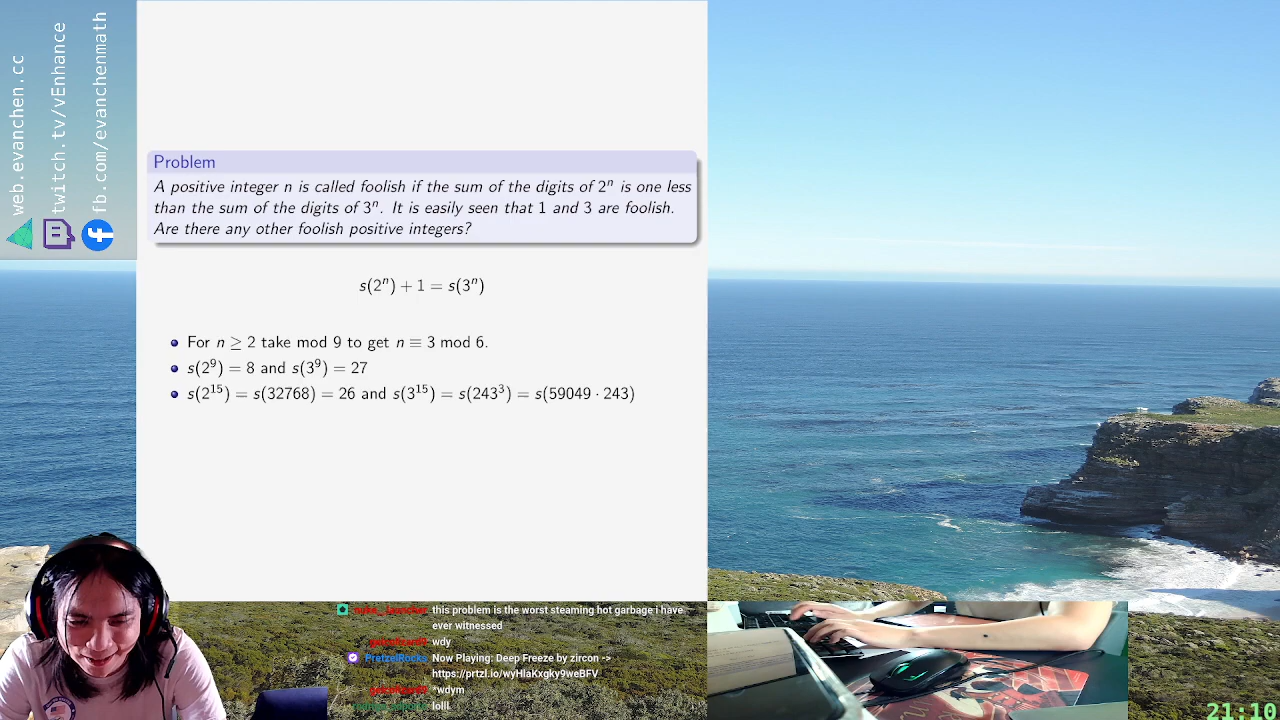 web.evanchen.cc
twitch.tv/vEnhance
fb.com/evanchenmath
Problem
A positive integer n is called foolish if the sum of the digits of 2ⁿ is one less
than the sum of the digits of 3ⁿ. It is easily seen that 1 and 3 are foolish.
Are there any other foolish positive integers?
s(2ⁿ) + 1 = s(3ⁿ)
For n ≥ 2 take mod 9 to get n ≡ 3 mod 6.
s(2⁹) = 8 and s(3⁹) = 27
s(2¹⁵) = s(32768) = 26 and s(3¹⁵) = s(243³) = s(59049 · 243)
this problem is the worst steaming hot garbage i have
ever witnessed
wdy
PretzelRocks: Now Playing: Deep Freeze by zircon ->
https://prtzl.io/wyHlaKxgky9weBFV
*wdym
lolll
21:10